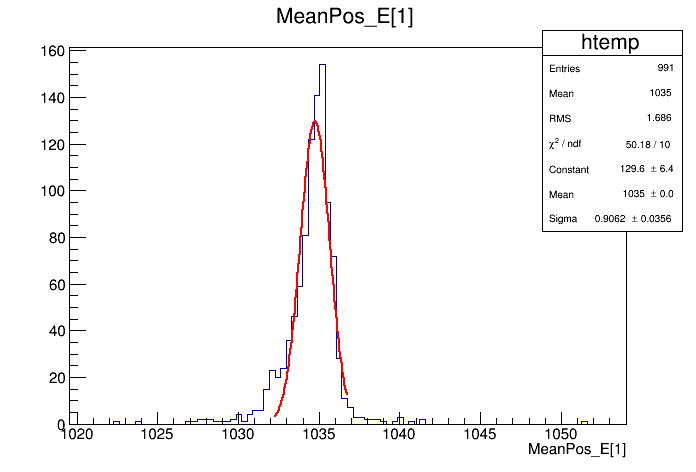 MeanPos_E[1]
htemp
Entries 991
Mean 1035
RMS 1.686
χ² / ndf 50.18 / 10
Constant 129.6 ± 6.4
Mean 1035 ± 0.0
Sigma 0.9062 ± 0.0356
160
140
120
100
80
60
40
20
0
1020 1025 1030 1035 1040 1045 1050
MeanPos_E[1]